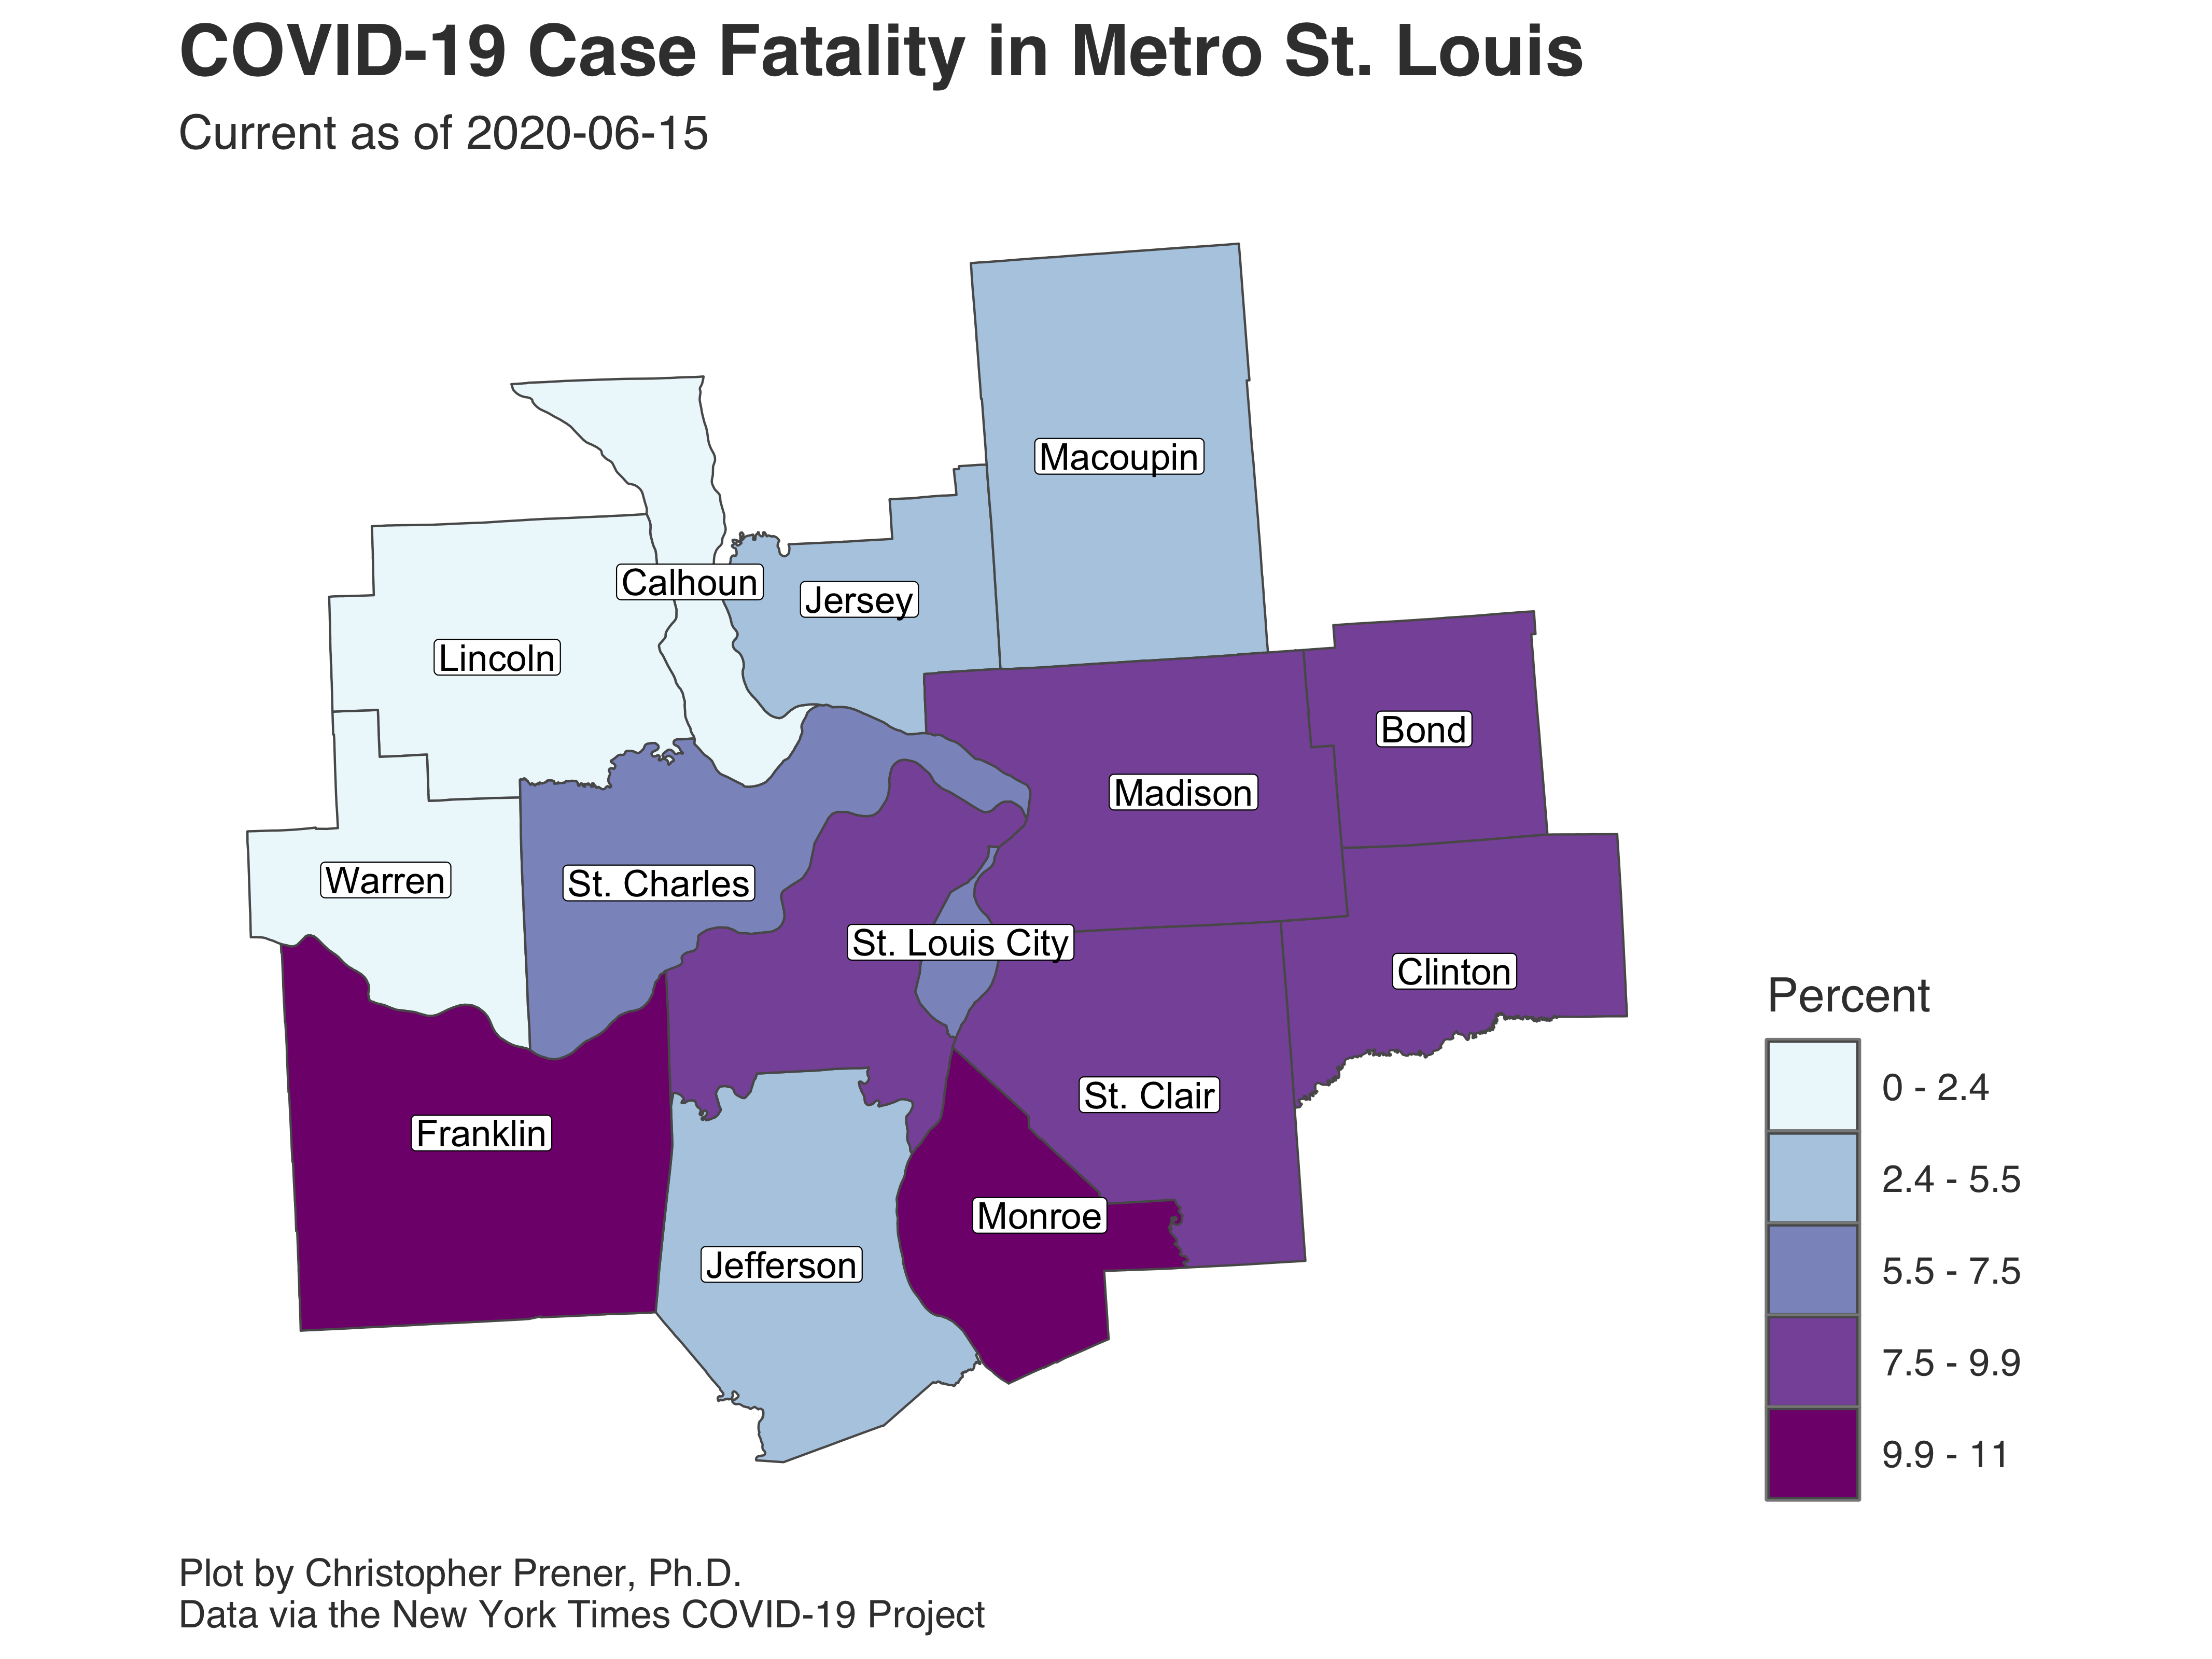 COVID-19 Case Fatality in Metro St. Louis
Current as of 2020-06-15
Macoupin
Calhoun
Jersey
Lincoln
Bond
Madison
Warren
St. Charles
St. Louis City
Clinton
St. Clair
Franklin
Monroe
Jefferson
Percent
0 - 2.4
2.4 - 5.5
5.5 - 7.5
7.5 - 9.9
9.9 - 11
Plot by Christopher Prener, Ph.D.
Data via the New York Times COVID-19 Project